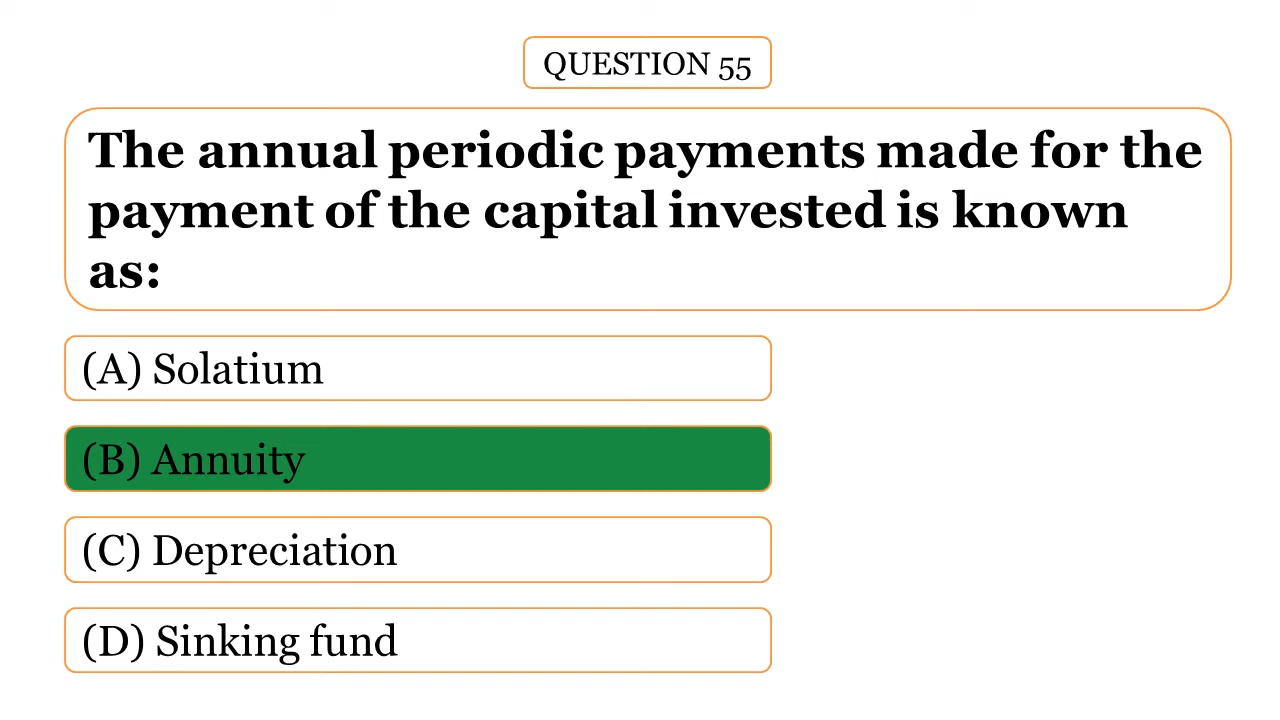 QUESTION 55
The annual periodic payments made for the
payment of the capital invested is known
as:
(A) Solatium
(B) Annuity
(C) Depreciation
(D) Sinking fund